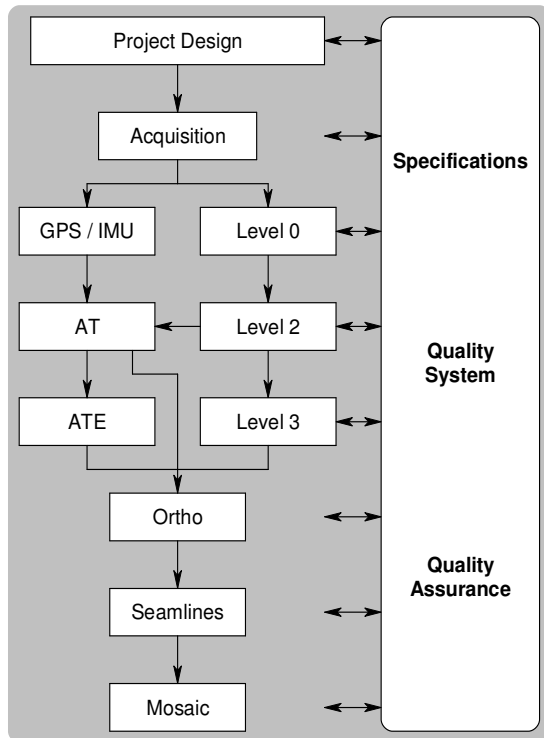 Project Design
Acquisition
Specifications
GPS / IMU
Level 0
AT
Level 2
Quality
System
ATE
Level 3
Ortho
Quality
Assurance
Seamlines
Mosaic